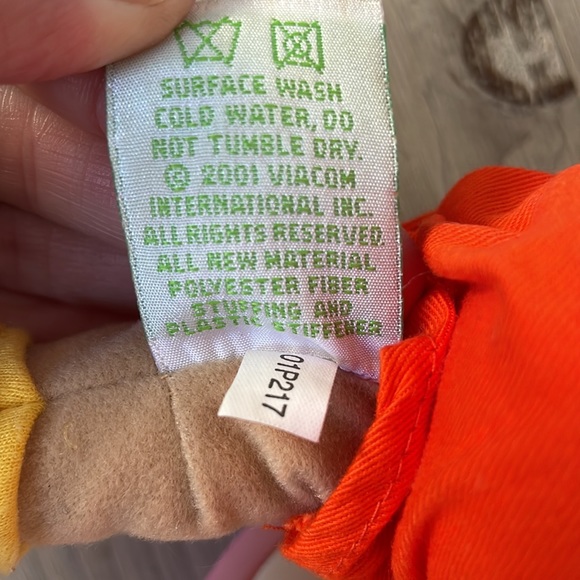 SURFACE WASH
COLD WATER, DO
NOT TUMBLE DRY.
© 2001 VIACOM
INTERNATIONAL INC.
ALL RIGHTS RESERVED
ALL NEW MATERIAL
POLYESTER FIBER
STUFFING AND
PLASTIC STIFFENER
01P217